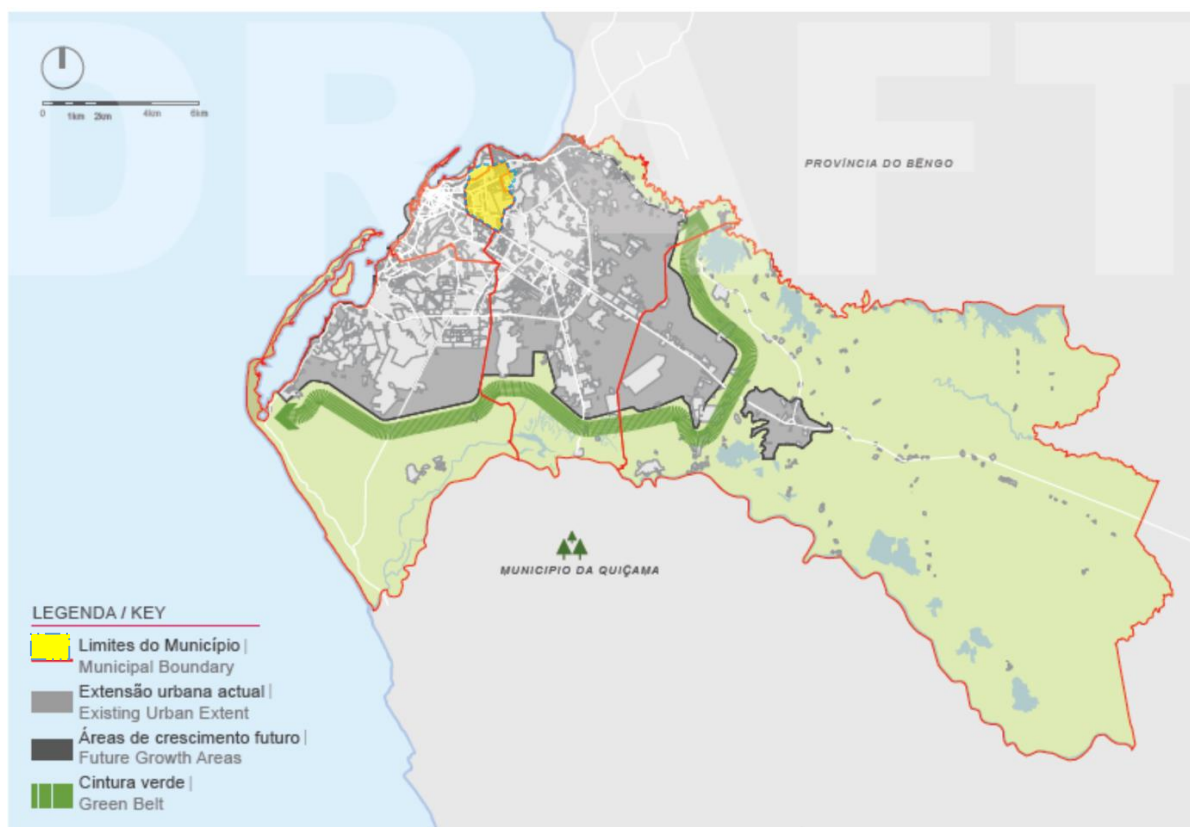 DRAFT
0 1km 2km 4km 6km
PROVÍNCIA DO BËNGO
MUNICIPIO DA QUIÇAMA
LEGENDA / KEY
Limites do Município |
Municipal Boundary
Extensão urbana actual |
Existing Urban Extent
Áreas de crescimento futuro |
Future Growth Areas
Cintura verde |
Green Belt